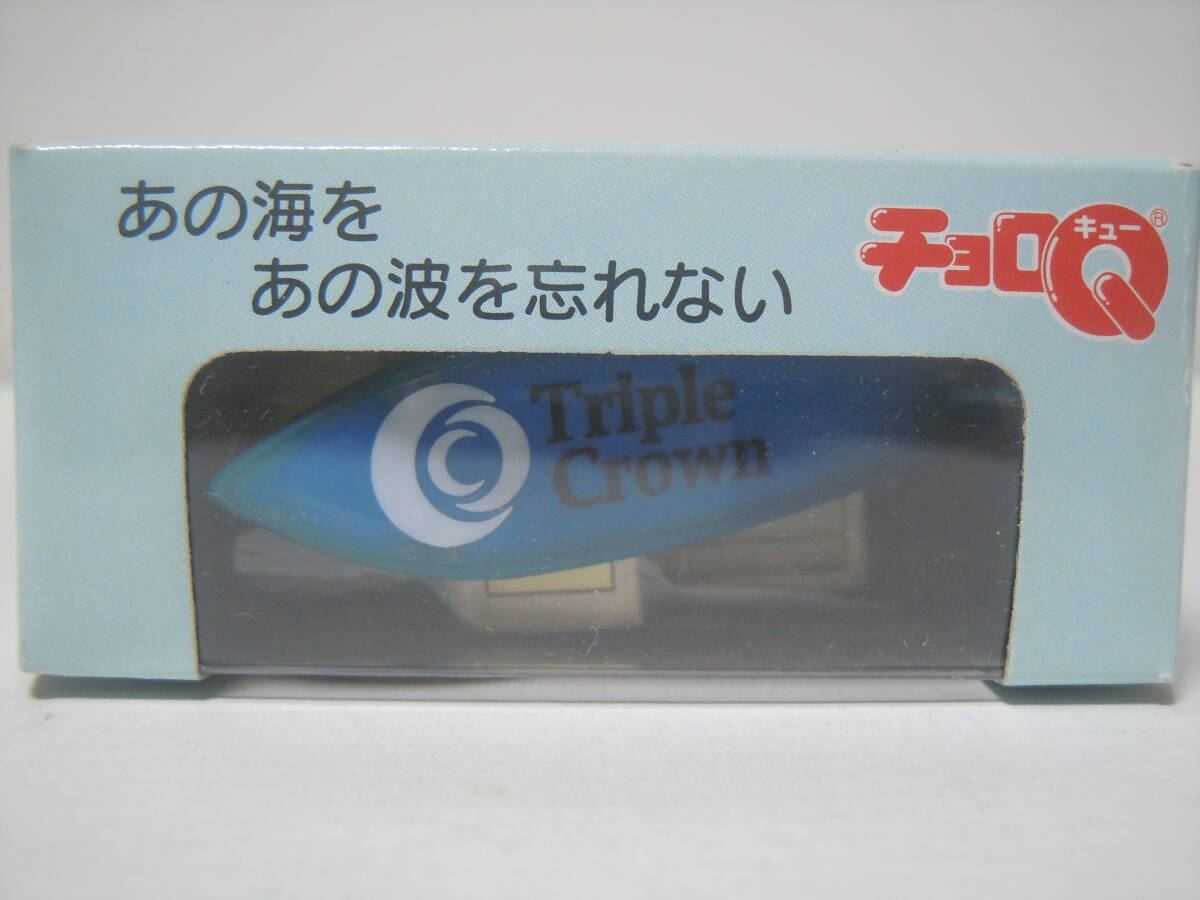 あの海を
あの波を忘れない
チョロQ®
キュー
Triple
Crown